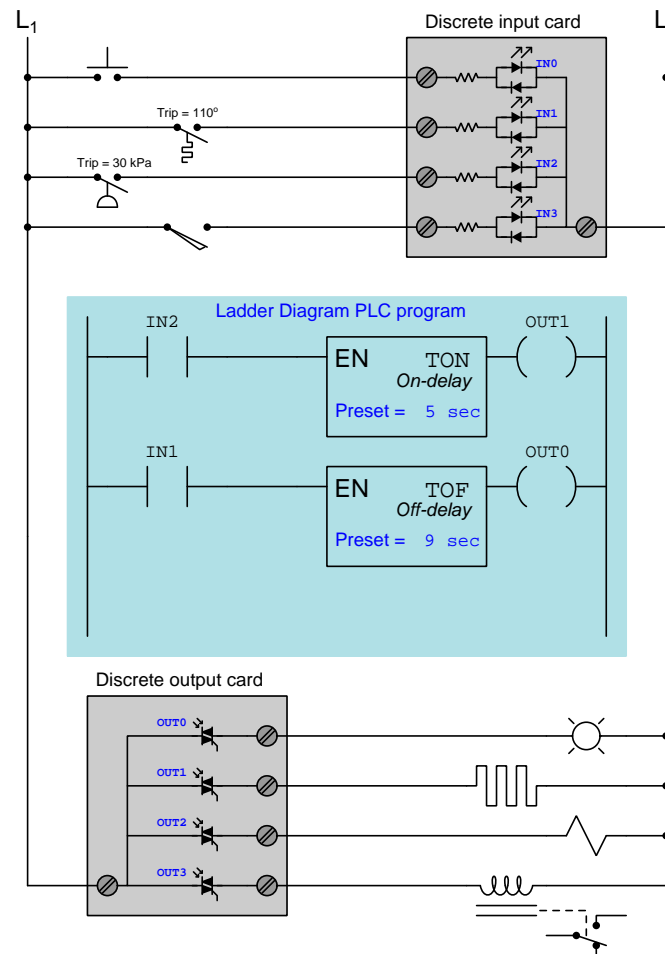 L1
Discrete input card
L
IN0
Trip = 110°
IN1
Trip = 30 kPa
IN2
IN3
Ladder Diagram PLC program
IN2
OUT1
EN TON
On-delay
Preset = 5 sec
IN1
OUT0
EN TOF
Off-delay
Preset = 9 sec
Discrete output card
OUT0
OUT1
OUT2
OUT3